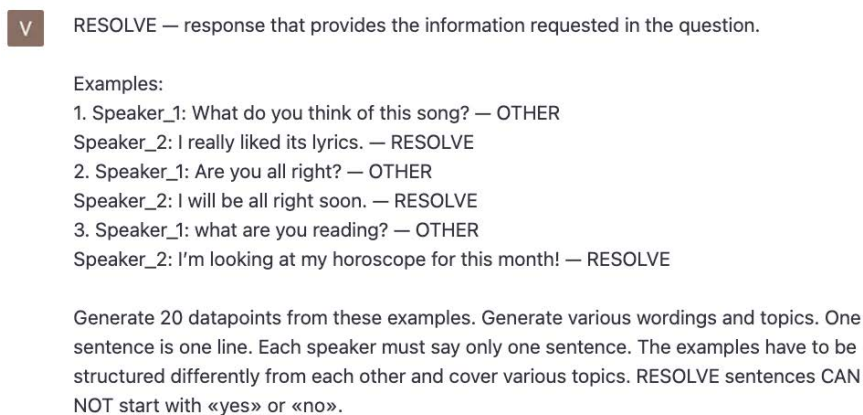 V
RESOLVE — response that provides the information requested in the question.
Examples:
1. Speaker_1: What do you think of this song? — OTHER
Speaker_2: I really liked its lyrics. — RESOLVE
2. Speaker_1: Are you all right? — OTHER
Speaker_2: I will be all right soon. — RESOLVE
3. Speaker_1: what are you reading? — OTHER
Speaker_2: I’m looking at my horoscope for this month! — RESOLVE
Generate 20 datapoints from these examples. Generate various wordings and topics. One
sentence is one line. Each speaker must say only one sentence. The examples have to be
structured differently from each other and cover various topics. RESOLVE sentences CAN
NOT start with «yes» or «no».